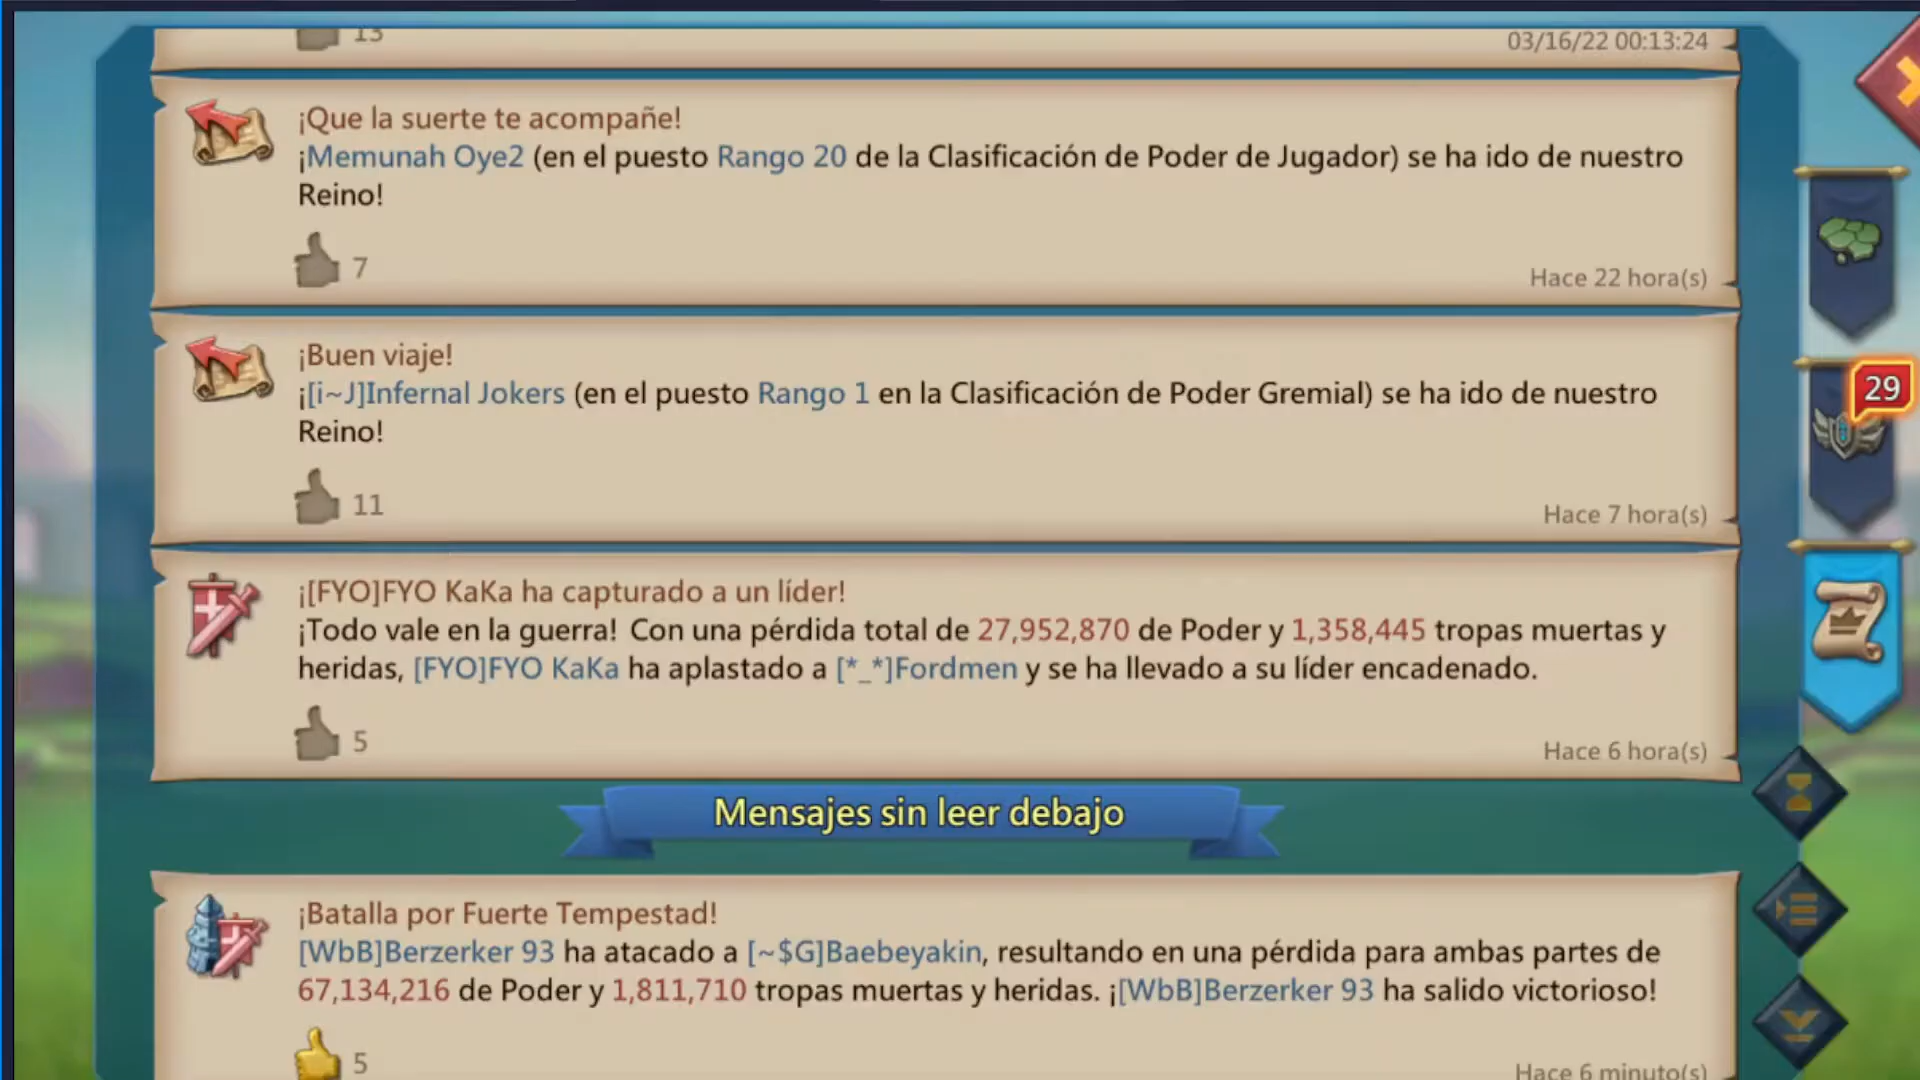 13
03/16/22 00:13:24
¡Que la suerte te acompañe!
¡Memunah Oye2 (en el puesto Rango 20 de la Clasificación de Poder de Jugador) se ha ido de nuestro
Reino!
7
Hace 22 hora(s)
¡Buen viaje!
¡[i~J]Infernal Jokers (en el puesto Rango 1 en la Clasificación de Poder Gremial) se ha ido de nuestro
Reino!
11
Hace 7 hora(s)
29
¡[FYO]FYO KaKa ha capturado a un líder!
¡Todo vale en la guerra! Con una pérdida total de 27,952,870 de Poder y 1,358,445 tropas muertas y
heridas, [FYO]FYO KaKa ha aplastado a [*_*]Fordmen y se ha llevado a su líder encadenado.
5
Hace 6 hora(s)
Mensajes sin leer debajo
¡Batalla por Fuerte Tempestad!
[WbB]Berzerker 93 ha atacado a [~$G]Baebeyakin, resultando en una pérdida para ambas partes de
67,134,216 de Poder y 1,811,710 tropas muertas y heridas. ¡[WbB]Berzerker 93 ha salido victorioso!
5
Hace 6 minuto(s)